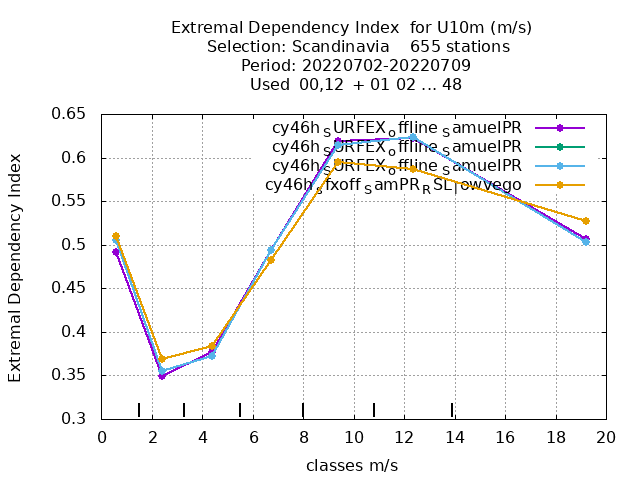 Extremal Dependency Index  for U10m (m/s)
Selection: Scandinavia    655 stations
Period: 20220702-20220709
Used  00,12  + 01 02 ... 48
Extremal Dependency Index
0.65
0.6
0.55
0.5
0.45
0.4
0.35
0.3
cy46h_SURFEX_offline_SamuelPR
cy46h_SURFEX_offline_SamuelPR
cy46h_SURFEX_offline_SamuelPR
cy46h_sfxoff_SamPR_RSLlowvego
0 2 4 6 8 10 12 14 16 18 20
classes m/s